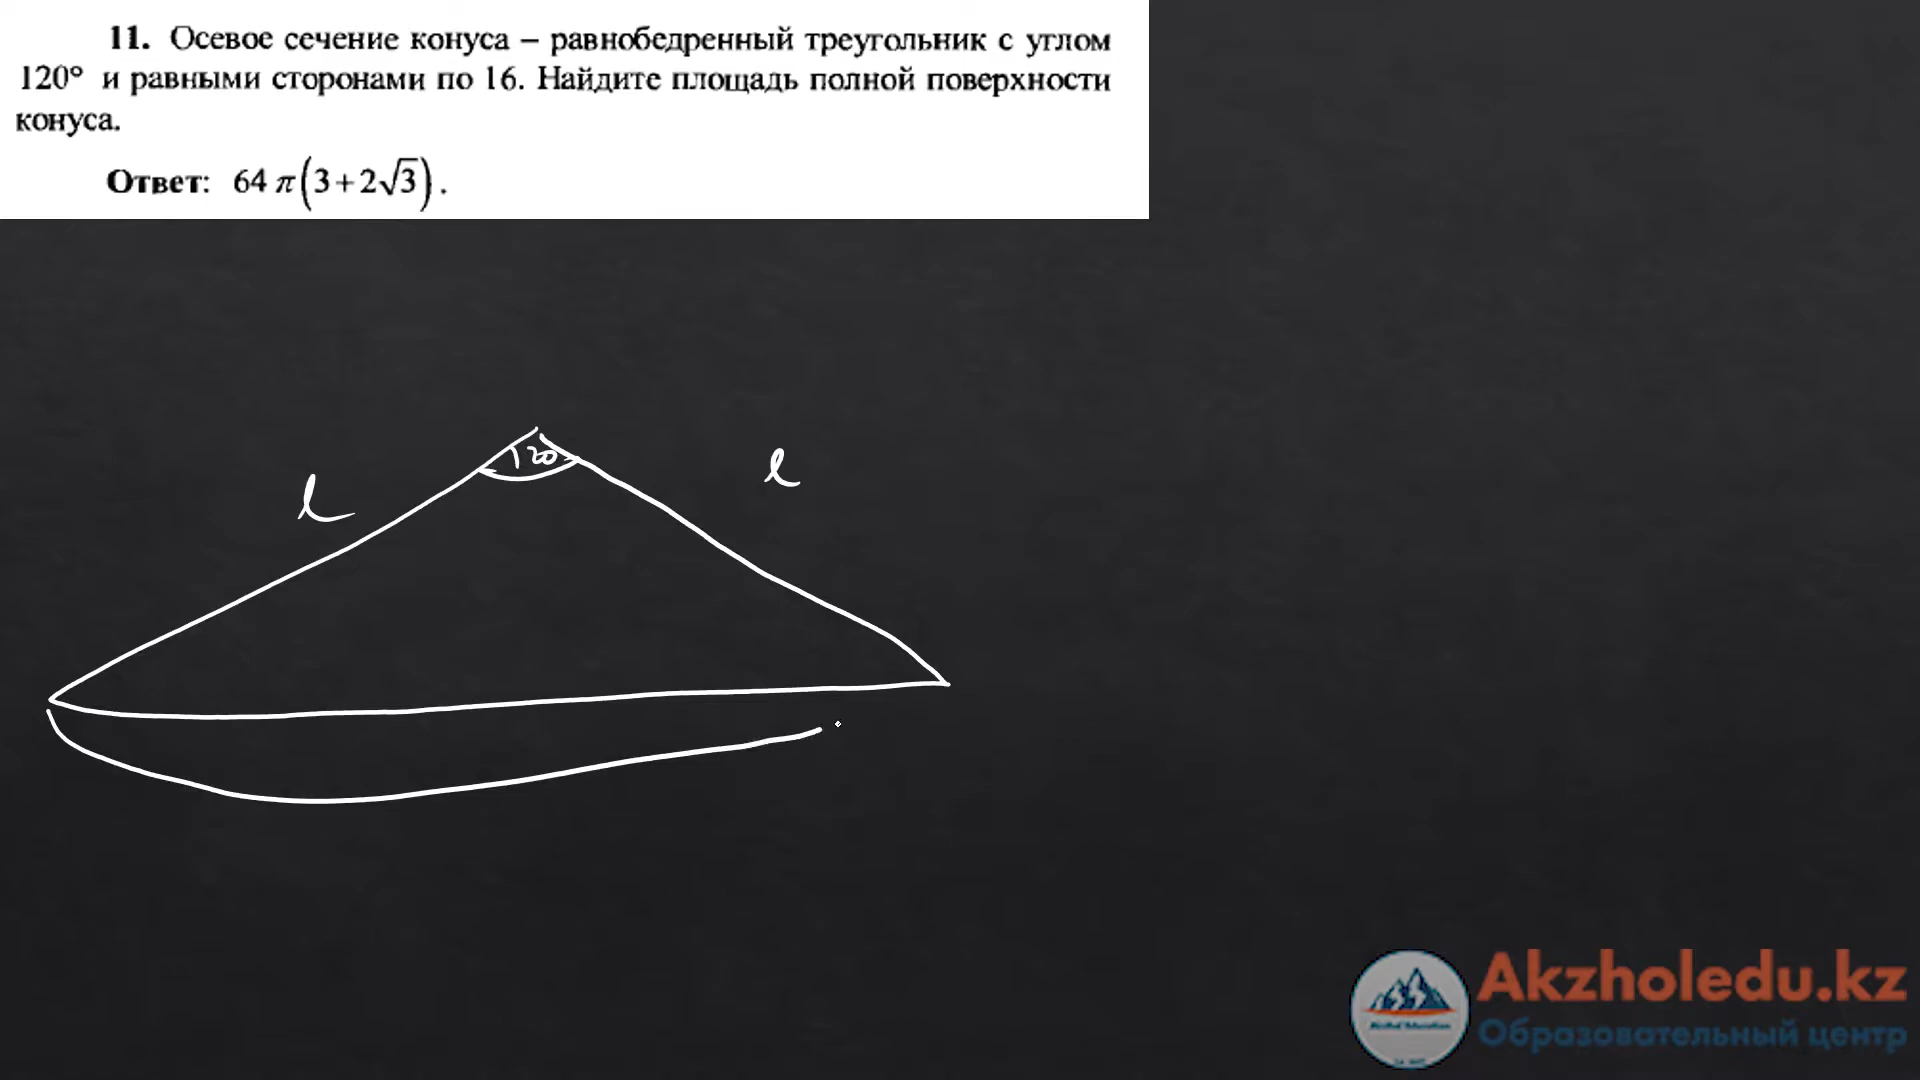 11. Осевое сечение конуса – равнобедренный треугольник с углом
120° и равными сторонами по 16. Найдите площадь полной поверхности
конуса.
Ответ: 64 π(3+2√3).
120
l
l
Akzholedu.kz
Образовательный центр